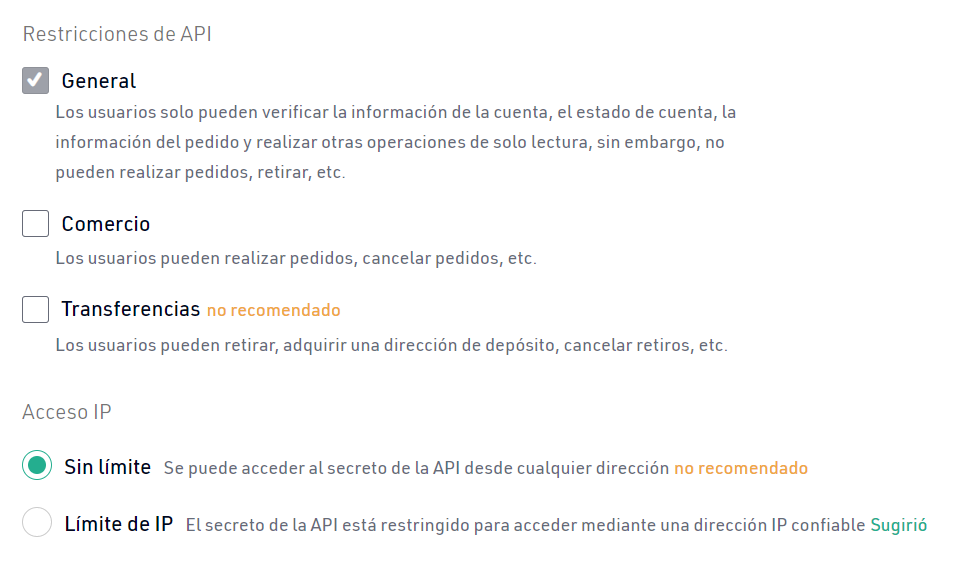 Restricciones de API
General
Los usuarios solo pueden verificar la información de la cuenta, el estado de cuenta, la
información del pedido y realizar otras operaciones de solo lectura, sin embargo, no
pueden realizar pedidos, retirar, etc.
Comercio
Los usuarios pueden realizar pedidos, cancelar pedidos, etc.
Transferencias no recomendado
Los usuarios pueden retirar, adquirir una dirección de depósito, cancelar retiros, etc.
Acceso IP
Sin límite Se puede acceder al secreto de la API desde cualquier dirección no recomendado
Límite de IP El secreto de la API está restringido para acceder mediante una dirección IP confiable Sugirió